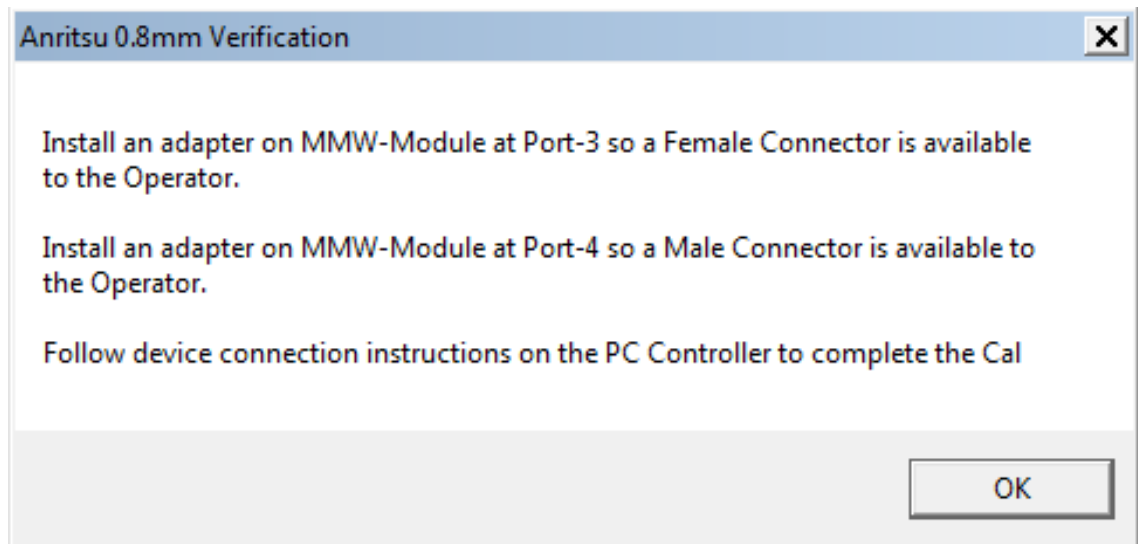 Anritsu 0.8mm Verification
Install an adapter on MMW-Module at Port-3 so a Female Connector is available
to the Operator.
Install an adapter on MMW-Module at Port-4 so a Male Connector is available to
the Operator.
Follow device connection instructions on the PC Controller to complete the Cal
OK